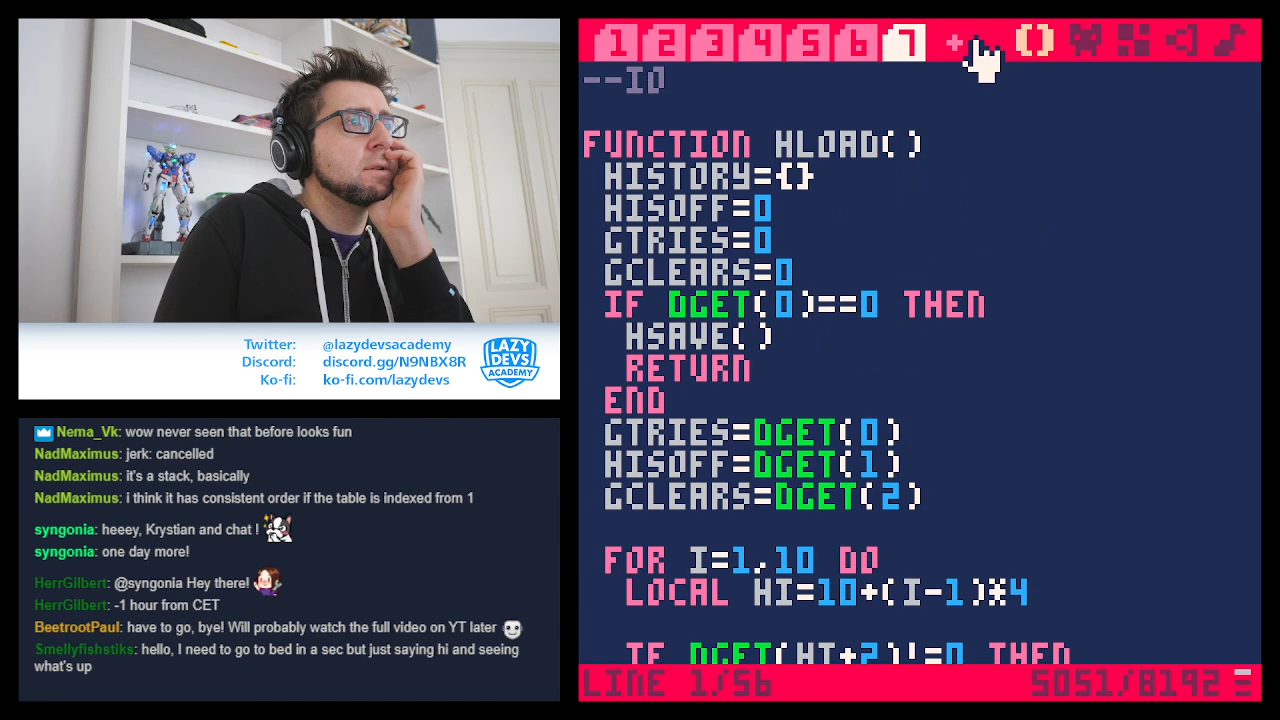 Twitter: @lazydevsacademy
Discord: discord.gg/N9NBX8R
Ko-fi: ko-fi.com/lazydevs
LAZY
DEVS
ACADEMY
Nema_Vk: wow never seen that before looks fun
NadMaximus: jerk: cancelled
NadMaximus: it's a stack, basically
NadMaximus: i think it has consistent order if the table is indexed from 1
syngonia: heeey, Krystian and chat !
syngonia: one day more!
HerrGilbert: @syngonia Hey there!
HerrGilbert: -1 hour from CET
BeetrootPaul: have to go, bye! Will probably watch the full video on YT later
Smellyfishstiks: hello, I need to go to bed in a sec but just saying hi and seeing
what's up
1 2 3 4 5 6 7 + ()
--IO
FUNCTION HLOAD()
HISTORY={}
HISOFF=0
GTRIES=0
GCLEARS=0
IF DGET(0)==0 THEN
HSAVE()
RETURN
END
GTRIES=DGET(0)
HISOFF=DGET(1)
GCLEARS=DGET(2)
FOR I=1,10 DO
LOCAL HI=10+(I-1)*4
IF DGET(HI+2)!=0 THEN
LINE 1/56 5051/8192